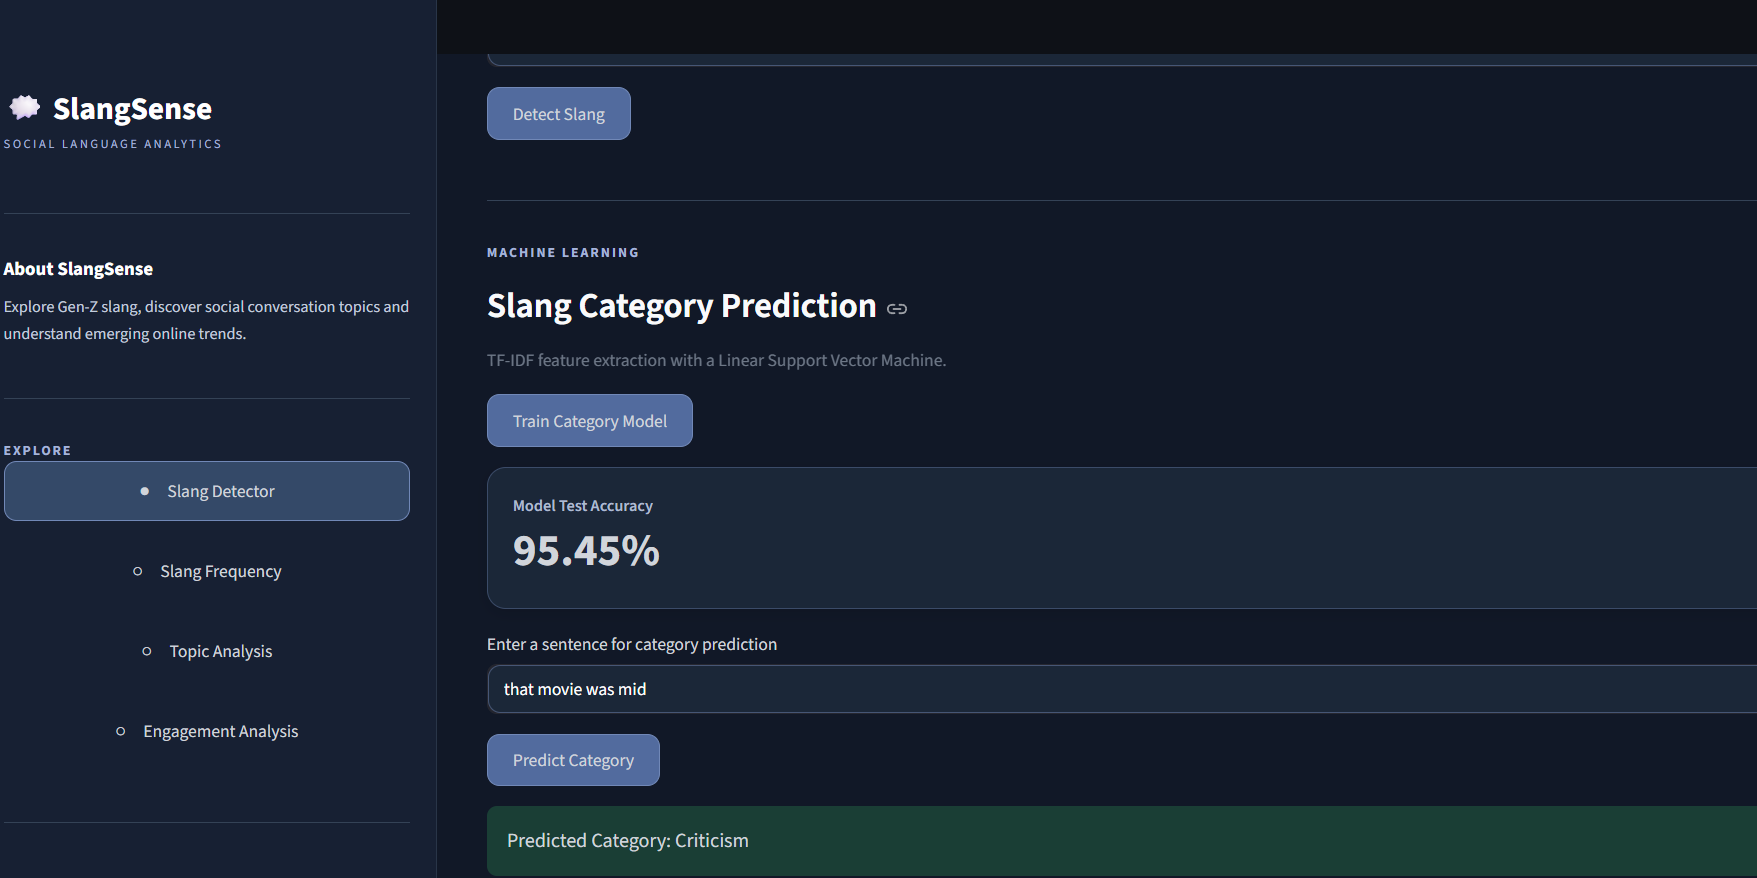 SlangSense
SOCIAL LANGUAGE ANALYTICS
About SlangSense
Explore Gen-Z slang, discover social conversation topics and
understand emerging online trends.
EXPLORE
Slang Detector
Slang Frequency
Topic Analysis
Engagement Analysis
Detect Slang
MACHINE LEARNING
Slang Category Prediction
TF-IDF feature extraction with a Linear Support Vector Machine.
Train Category Model
Model Test Accuracy
95.45%
Enter a sentence for category prediction
that movie was mid
Predict Category
Predicted Category: Criticism